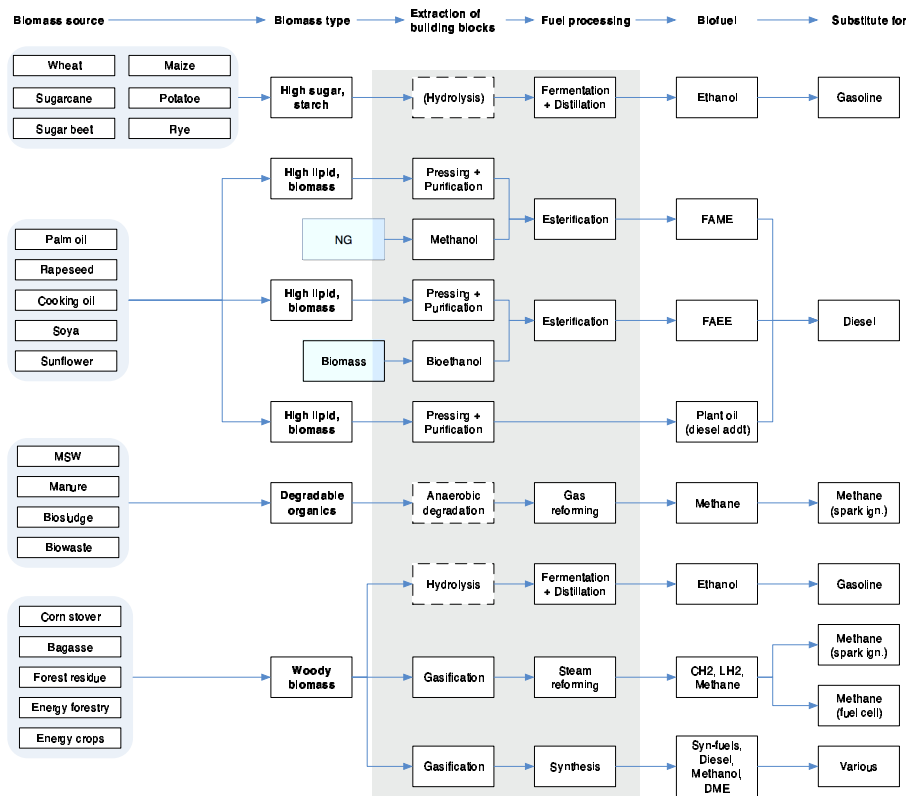 Biomass source
Biomass type
Extraction of
building blocks
Fuel processing
Biofuel
Substitute for
Wheat
Maize
Sugarcane
Potatoe
Sugar beet
Rye
High sugar,
starch
(Hydrolysis)
Fermentation
+ Distillation
Ethanol
Gasoline
Palm oil
Rapeseed
Cooking oil
Soya
Sunflower
High lipid,
biomass
Pressing +
Purification
NG
Methanol
Esterification
FAME
High lipid,
biomass
Pressing +
Purification
Biomass
Bioethanol
Esterification
FAEE
Diesel
High lipid,
biomass
Pressing +
Purification
Plant oil
(diesel addt)
MSW
Manure
Biosludge
Biowaste
Degradable
organics
Anaerobic
degradation
Gas
reforming
Methane
Methane
(spark ign.)
Corn stover
Bagasse
Forest residue
Energy forestry
Energy crops
Woody
biomass
Hydrolysis
Fermentation
+ Distillation
Ethanol
Gasoline
Gasification
Steam
reforming
CH2, LH2,
Methane
Methane
(spark ign.)
Methane
(fuel cell)
Gasification
Synthesis
Syn-fuels,
Diesel,
Methanol,
DME
Various